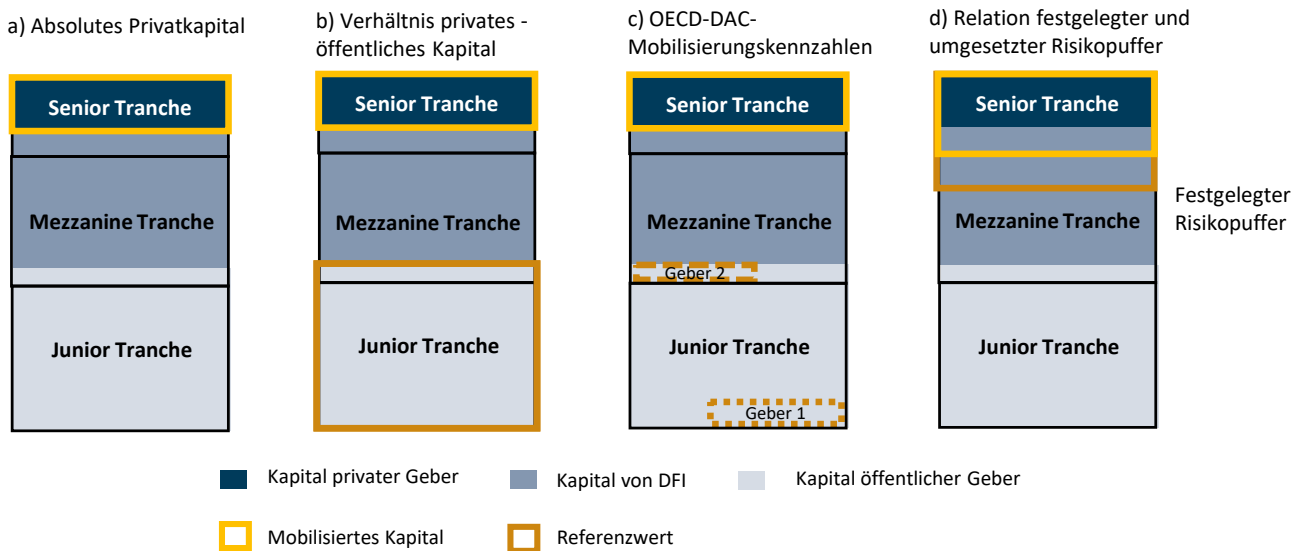 a) Absolutes Privatkapital
b) Verhältnis privates -
öffentliches Kapital
c) OECD-DAC-
Mobilisierungskennzahlen
d) Relation festgelegter und
umgesetzter Risikopuffer
Senior Tranche
Mezzanine Tranche
Junior Tranche
Senior Tranche
Mezzanine Tranche
Junior Tranche
Senior Tranche
Mezzanine Tranche
Geber 2
Junior Tranche
Geber 1
Senior Tranche
Mezzanine Tranche
Junior Tranche
Festgelegter
Risikopuffer
Kapital privater Geber
Kapital von DFI
Kapital öffentlicher Geber
Mobilisiertes Kapital
Referenzwert